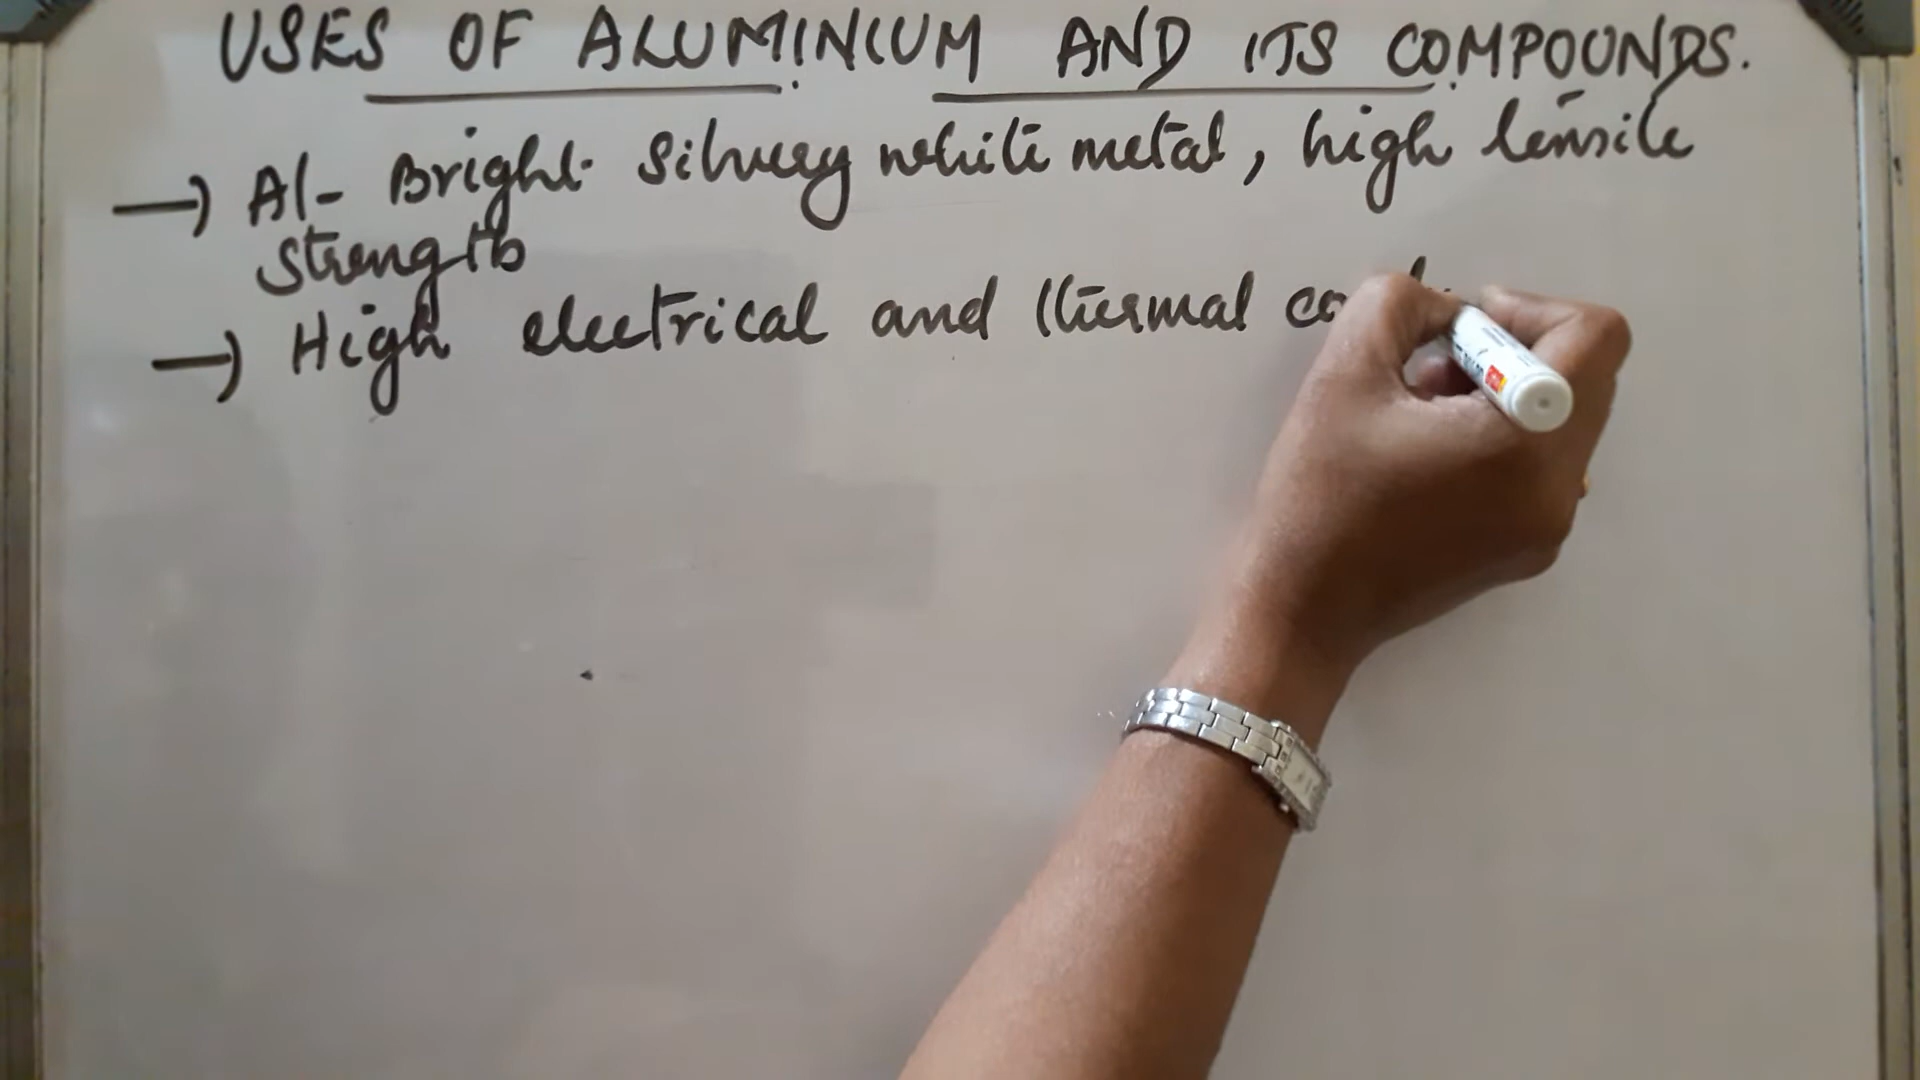 USES OF ALUMINIUM AND ITS COMPOUNDS.
→ Al- Bright silvery white metal, high tensile
strength
→ High electrical and thermal